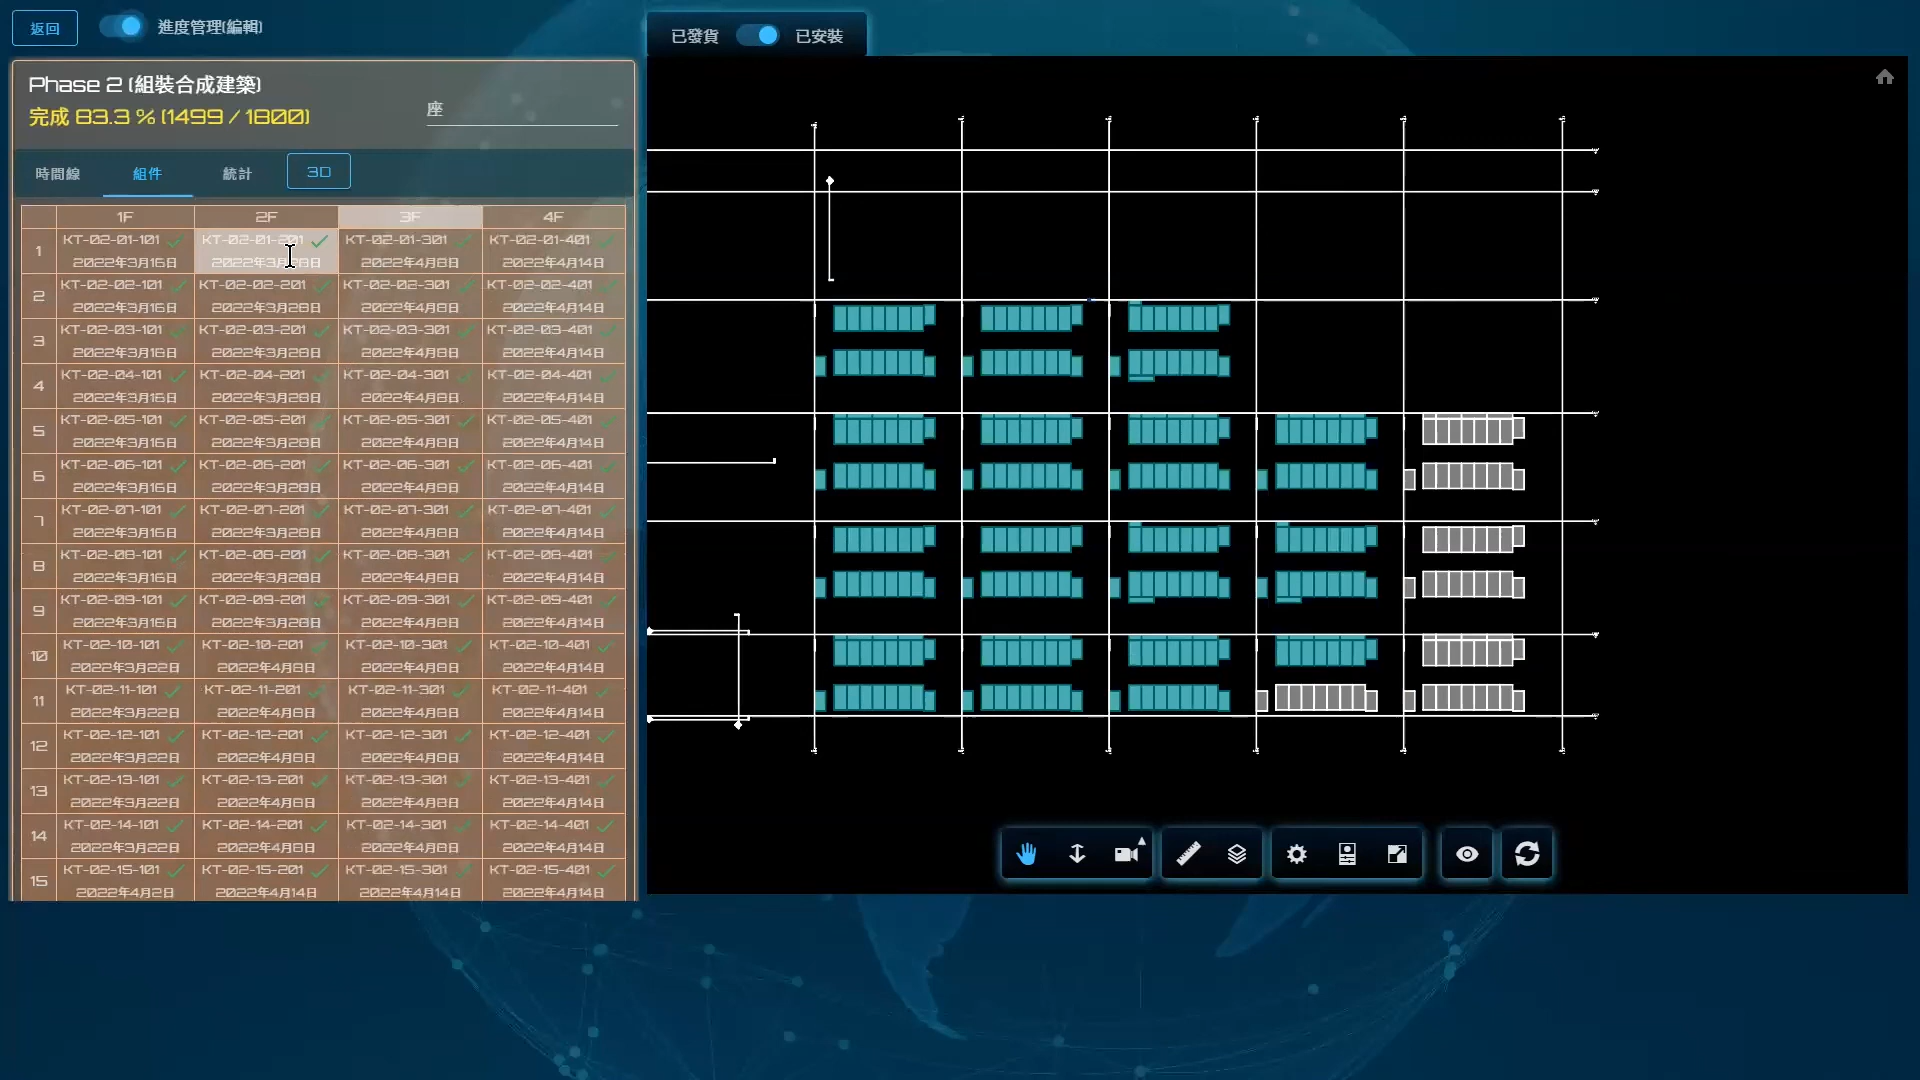 返回
進度管理(編輯)
已發貨
已安裝
Phase 2 (組裝合成建築)
完成 83.3 % (1499 / 1800)
座
時間線
組件
統計
3D
1F 2F 3F 4F
1 KT-02-01-101 KT-02-01-201 KT-02-01-301 KT-02-01-401
2022年3月16日 2022年3月28日 2022年4月8日 2022年4月14日
2 KT-02-02-101 KT-02-02-201 KT-02-02-301 KT-02-02-401
2022年3月16日 2022年3月28日 2022年4月8日 2022年4月14日
3 KT-02-03-101 KT-02-03-201 KT-02-03-301 KT-02-03-401
2022年3月16日 2022年3月28日 2022年4月8日 2022年4月14日
4 KT-02-04-101 KT-02-04-201 KT-02-04-301 KT-02-04-401
2022年3月16日 2022年3月28日 2022年4月8日 2022年4月14日
5 KT-02-05-101 KT-02-05-201 KT-02-05-301 KT-02-05-401
2022年3月16日 2022年3月28日 2022年4月8日 2022年4月14日
6 KT-02-06-101 KT-02-06-201 KT-02-06-301 KT-02-06-401
2022年3月16日 2022年3月28日 2022年4月8日 2022年4月14日
7 KT-02-07-101 KT-02-07-201 KT-02-07-301 KT-02-07-401
2022年3月16日 2022年3月28日 2022年4月8日 2022年4月14日
8 KT-02-08-101 KT-02-08-201 KT-02-08-301 KT-02-08-401
2022年3月16日 2022年3月28日 2022年4月8日 2022年4月14日
9 KT-02-09-101 KT-02-09-201 KT-02-09-301 KT-02-09-401
2022年3月16日 2022年3月28日 2022年4月8日 2022年4月14日
10 KT-02-10-101 KT-02-10-201 KT-02-10-301 KT-02-10-401
2022年3月22日 2022年4月8日 2022年4月8日 2022年4月14日
11 KT-02-11-101 KT-02-11-201 KT-02-11-301 KT-02-11-401
2022年3月22日 2022年4月8日 2022年4月8日 2022年4月14日
12 KT-02-12-101 KT-02-12-201 KT-02-12-301 KT-02-12-401
2022年3月22日 2022年4月8日 2022年4月8日 2022年4月14日
13 KT-02-13-101 KT-02-13-201 KT-02-13-301 KT-02-13-401
2022年3月22日 2022年4月8日 2022年4月8日 2022年4月14日
14 KT-02-14-101 KT-02-14-201 KT-02-14-301 KT-02-14-401
2022年3月22日 2022年4月8日 2022年4月8日 2022年4月14日
15 KT-02-15-101 KT-02-15-201 KT-02-15-301 KT-02-15-401
2022年4月2日 2022年4月14日 2022年4月14日 2022年4月14日